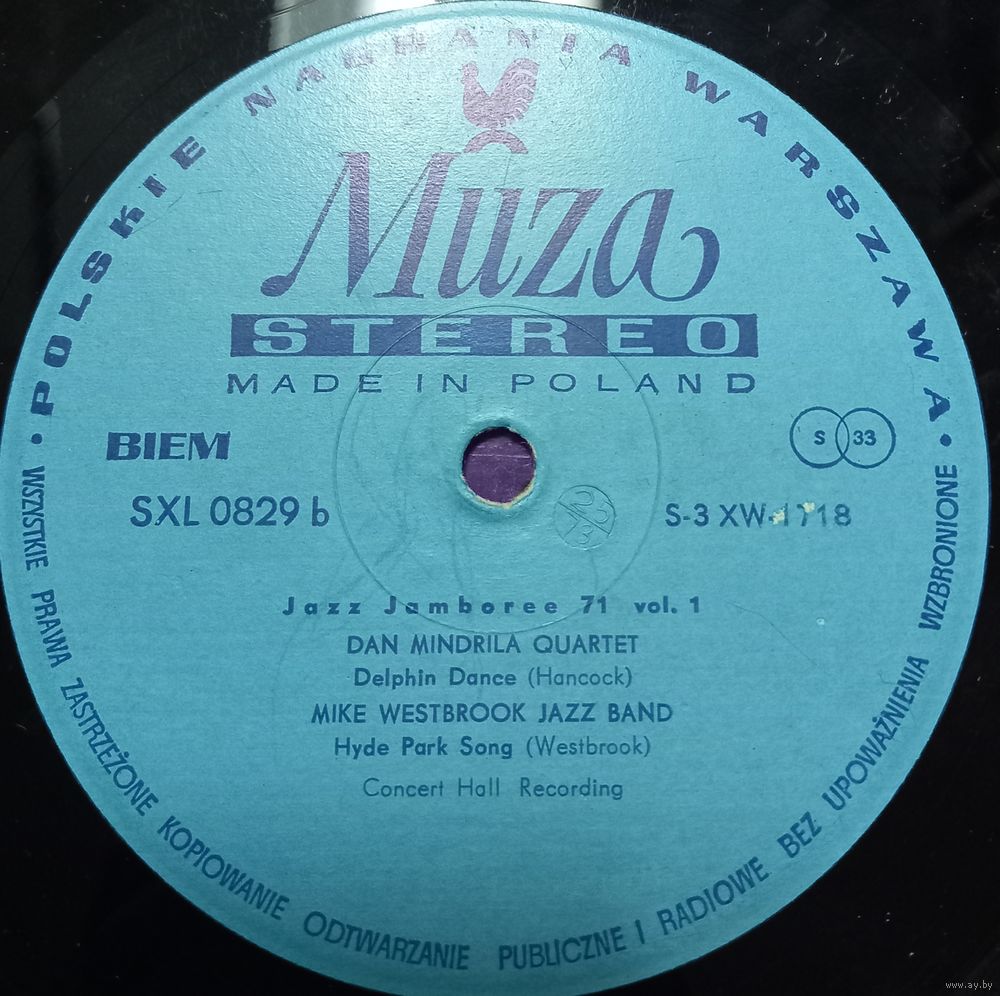 • POLSKIE NAGRANIA WARSZAWA •
Muza
STEREO
MADE IN POLAND
BIEM
S 33
SXL 0829 b
S-3 XW-1718
Jazz Jamboree 71 vol. 1
DAN MINDRILA QUARTET
Delphin Dance (Hancock)
MIKE WESTBROOK JAZZ BAND
Hyde Park Song (Westbrook)
Concert Hall Recording
WSZYSTKIE PRAWA ZASTRZEŻONE KOPIOWANIE ODTWARZANIE PUBLICZNE I RADIOWE BEZ UPOWAŻNIENIA WZBRONIONE
www.ay.by